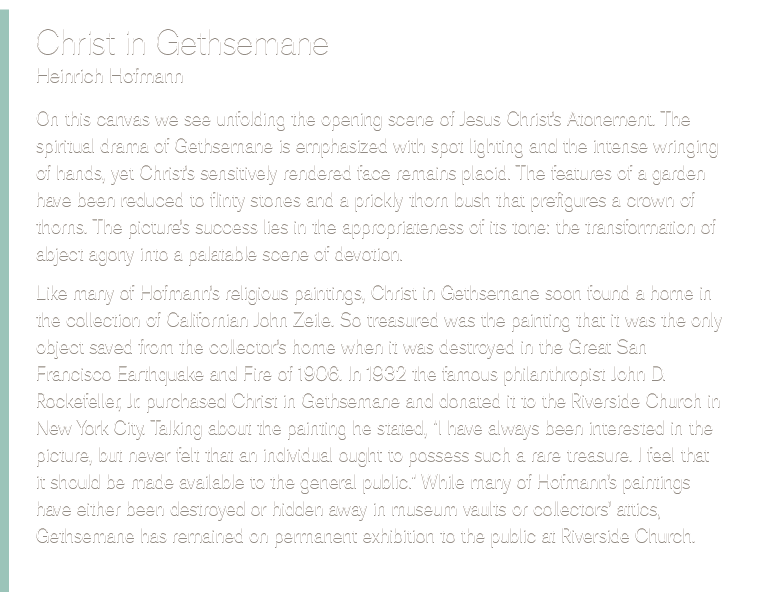 Christ in Gethsemane
Heinrich Hofmann
On this canvas we see unfolding the opening scene of Jesus Christ's Atonement. The
spiritual drama of Gethsemane is emphasized with spot lighting and the intense wringing
of hands, yet Christ's sensitively rendered face remains placid. The features of a garden
have been reduced to flinty stones and a prickly thorn bush that prefigures a crown of
thorns. The picture's success lies in the appropriateness of its tone: the transformation of
abject agony into a palatable scene of devotion.
Like many of Hofmann's religious paintings, Christ in Gethsemane soon found a home in
the collection of Californian John Zeile. So treasured was the painting that it was the only
object saved from the collector's home when it was destroyed in the Great San
Francisco Earthquake and Fire of 1906. In 1932 the famous philanthropist John D.
Rockefeller, Jr. purchased Christ in Gethsemane and donated it to the Riverside Church in
New York City. Talking about the painting he stated, "I have always been interested in the
picture, but never felt that an individual ought to possess such a rare treasure. I feel that
it should be made available to the general public." While many of Hofmann's paintings
have either been destroyed or hidden away in museum vaults or collectors' attics,
Gethsemane has remained on permanent exhibition to the public at Riverside Church.